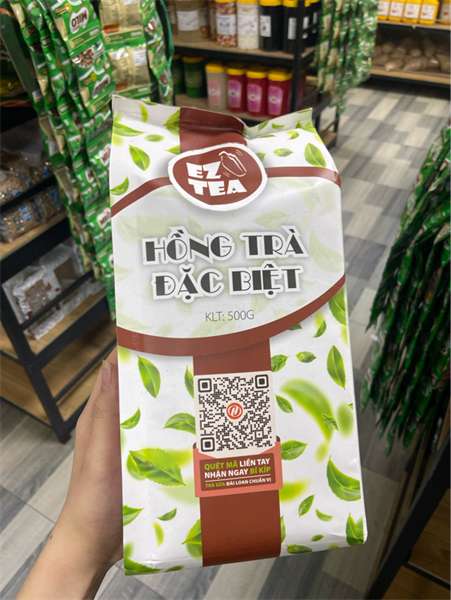 MILO
EZ
TEA
HỒNG TRÀ
ĐẶC BIỆT
KLT: 500G
QUÉT MÃ LIỀN TAY
NHẬN NGAY BÍ KÍP
TRÀ SỮA ĐÀI LOAN CHUẨN VỊ